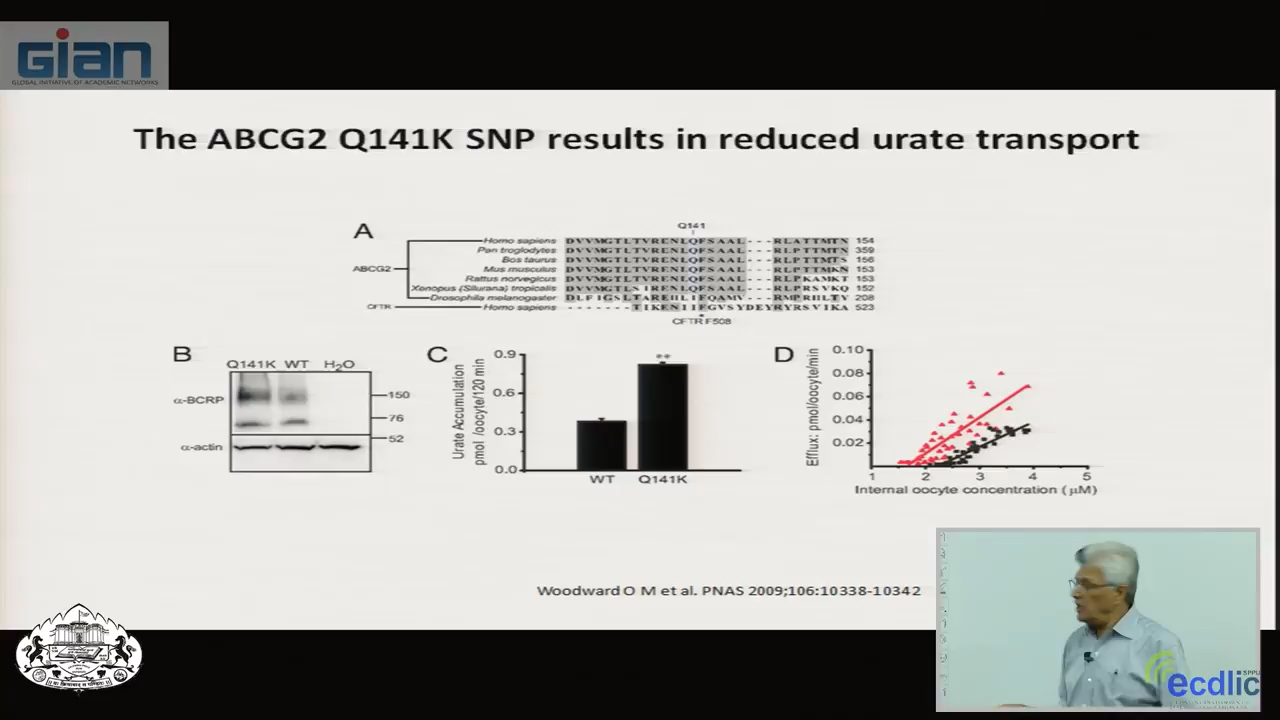 GIAN
GLOBAL INITIATIVE OF ACADEMIC NETWORKS
The ABCG2 Q141K SNP results in reduced urate transport
A
Q141
ABCG2
Homo sapiens DVVMGTLTVRENLQFSAAL---RLATTMTN 154
Pan troglodytes DVVMGTLTVRENLQFSAAL---RLPTTMTN 359
Bos taurus DVVMGTLTVRENLQFSAAL---RLPTTMTS 156
Mus musculus DVVMGTLTVRENLQFSAAL---RLPTTMKN 153
Rattus norvegicus DVVMGTLTVRENLQFSAAL---RLPKAMKT 153
Xenopus (Silurana) tropicalis DVVMGTLSIRENLQFSAAL---RLPRSVKQ 152
Drosophila melanogaster DLFIGSLTAREHLIFQAMV---RMPRHLTV 208
CFTR Homo sapiens -------TIKENIIFGVSYDEYRYRSVIKA 523
CFTR F508
B
Q141K WT H2O
α-BCRP
150
76
52
α-actin
C
Urate Accumulation
pmol /oocyte/120 min
0.9
0.6
0.3
0.0
**
WT Q141K
D
Efflux: pmol/oocyte/min
0.10
0.08
0.06
0.04
0.02
1 2 3 4 5
Internal oocyte concentration (μM)
Woodward O M et al. PNAS 2009;106:10338-10342
SPPU
ecdlic